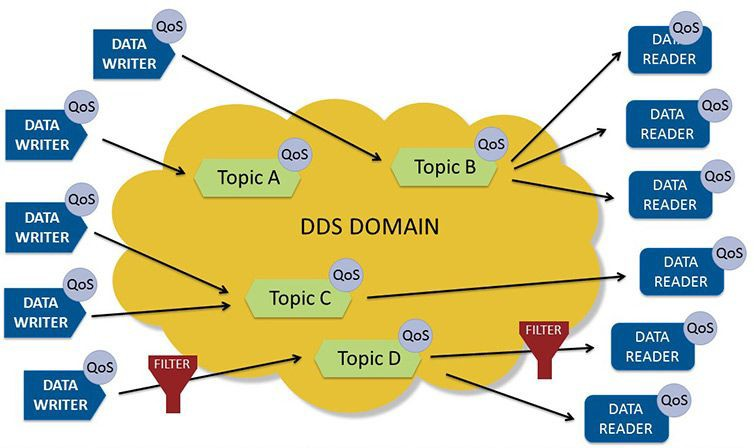 QoS
DATA
WRITER
QoS
DATA
READER
QoS
DATA
WRITER
QoS
Topic A
QoS
Topic B
QoS
DATA
READER
QoS
DATA
READER
DDS DOMAIN
QoS
DATA
WRITER
QoS
DATA
WRITER
QoS
Topic C
QoS
DATA
READER
QoS
DATA
WRITER
FILTER
QoS
Topic D
FILTER
QoS
DATA
READER
QoS
DATA
READER